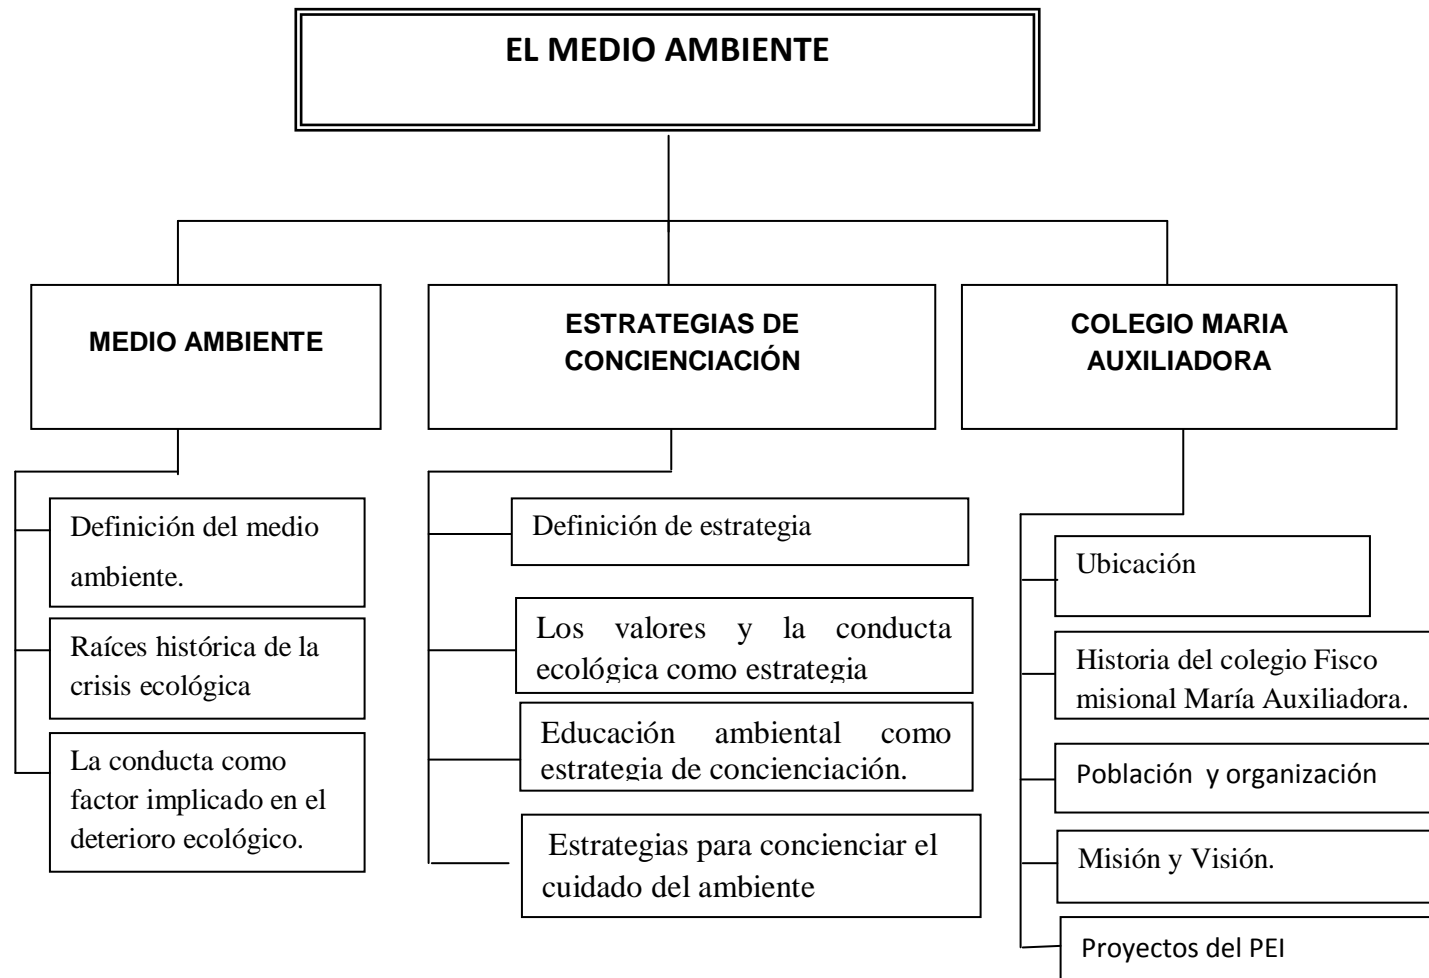 EL MEDIO AMBIENTE
MEDIO AMBIENTE
Definición del medio
ambiente.
Raíces histórica de la
crisis ecológica
La conducta como
factor implicado en el
deterioro ecológico.
ESTRATEGIAS DE
CONCIENCIACIÓN
Definición de estrategia
Los valores y la conducta
ecológica como estrategia
Educación ambiental como
estrategia de concienciación.
Estrategias para concienciar el
cuidado del ambiente
COLEGIO MARIA
AUXILIADORA
Ubicación
Historia del colegio Fisco
misional María Auxiliadora.
Población y organización
Misión y Visión.
Proyectos del PEI